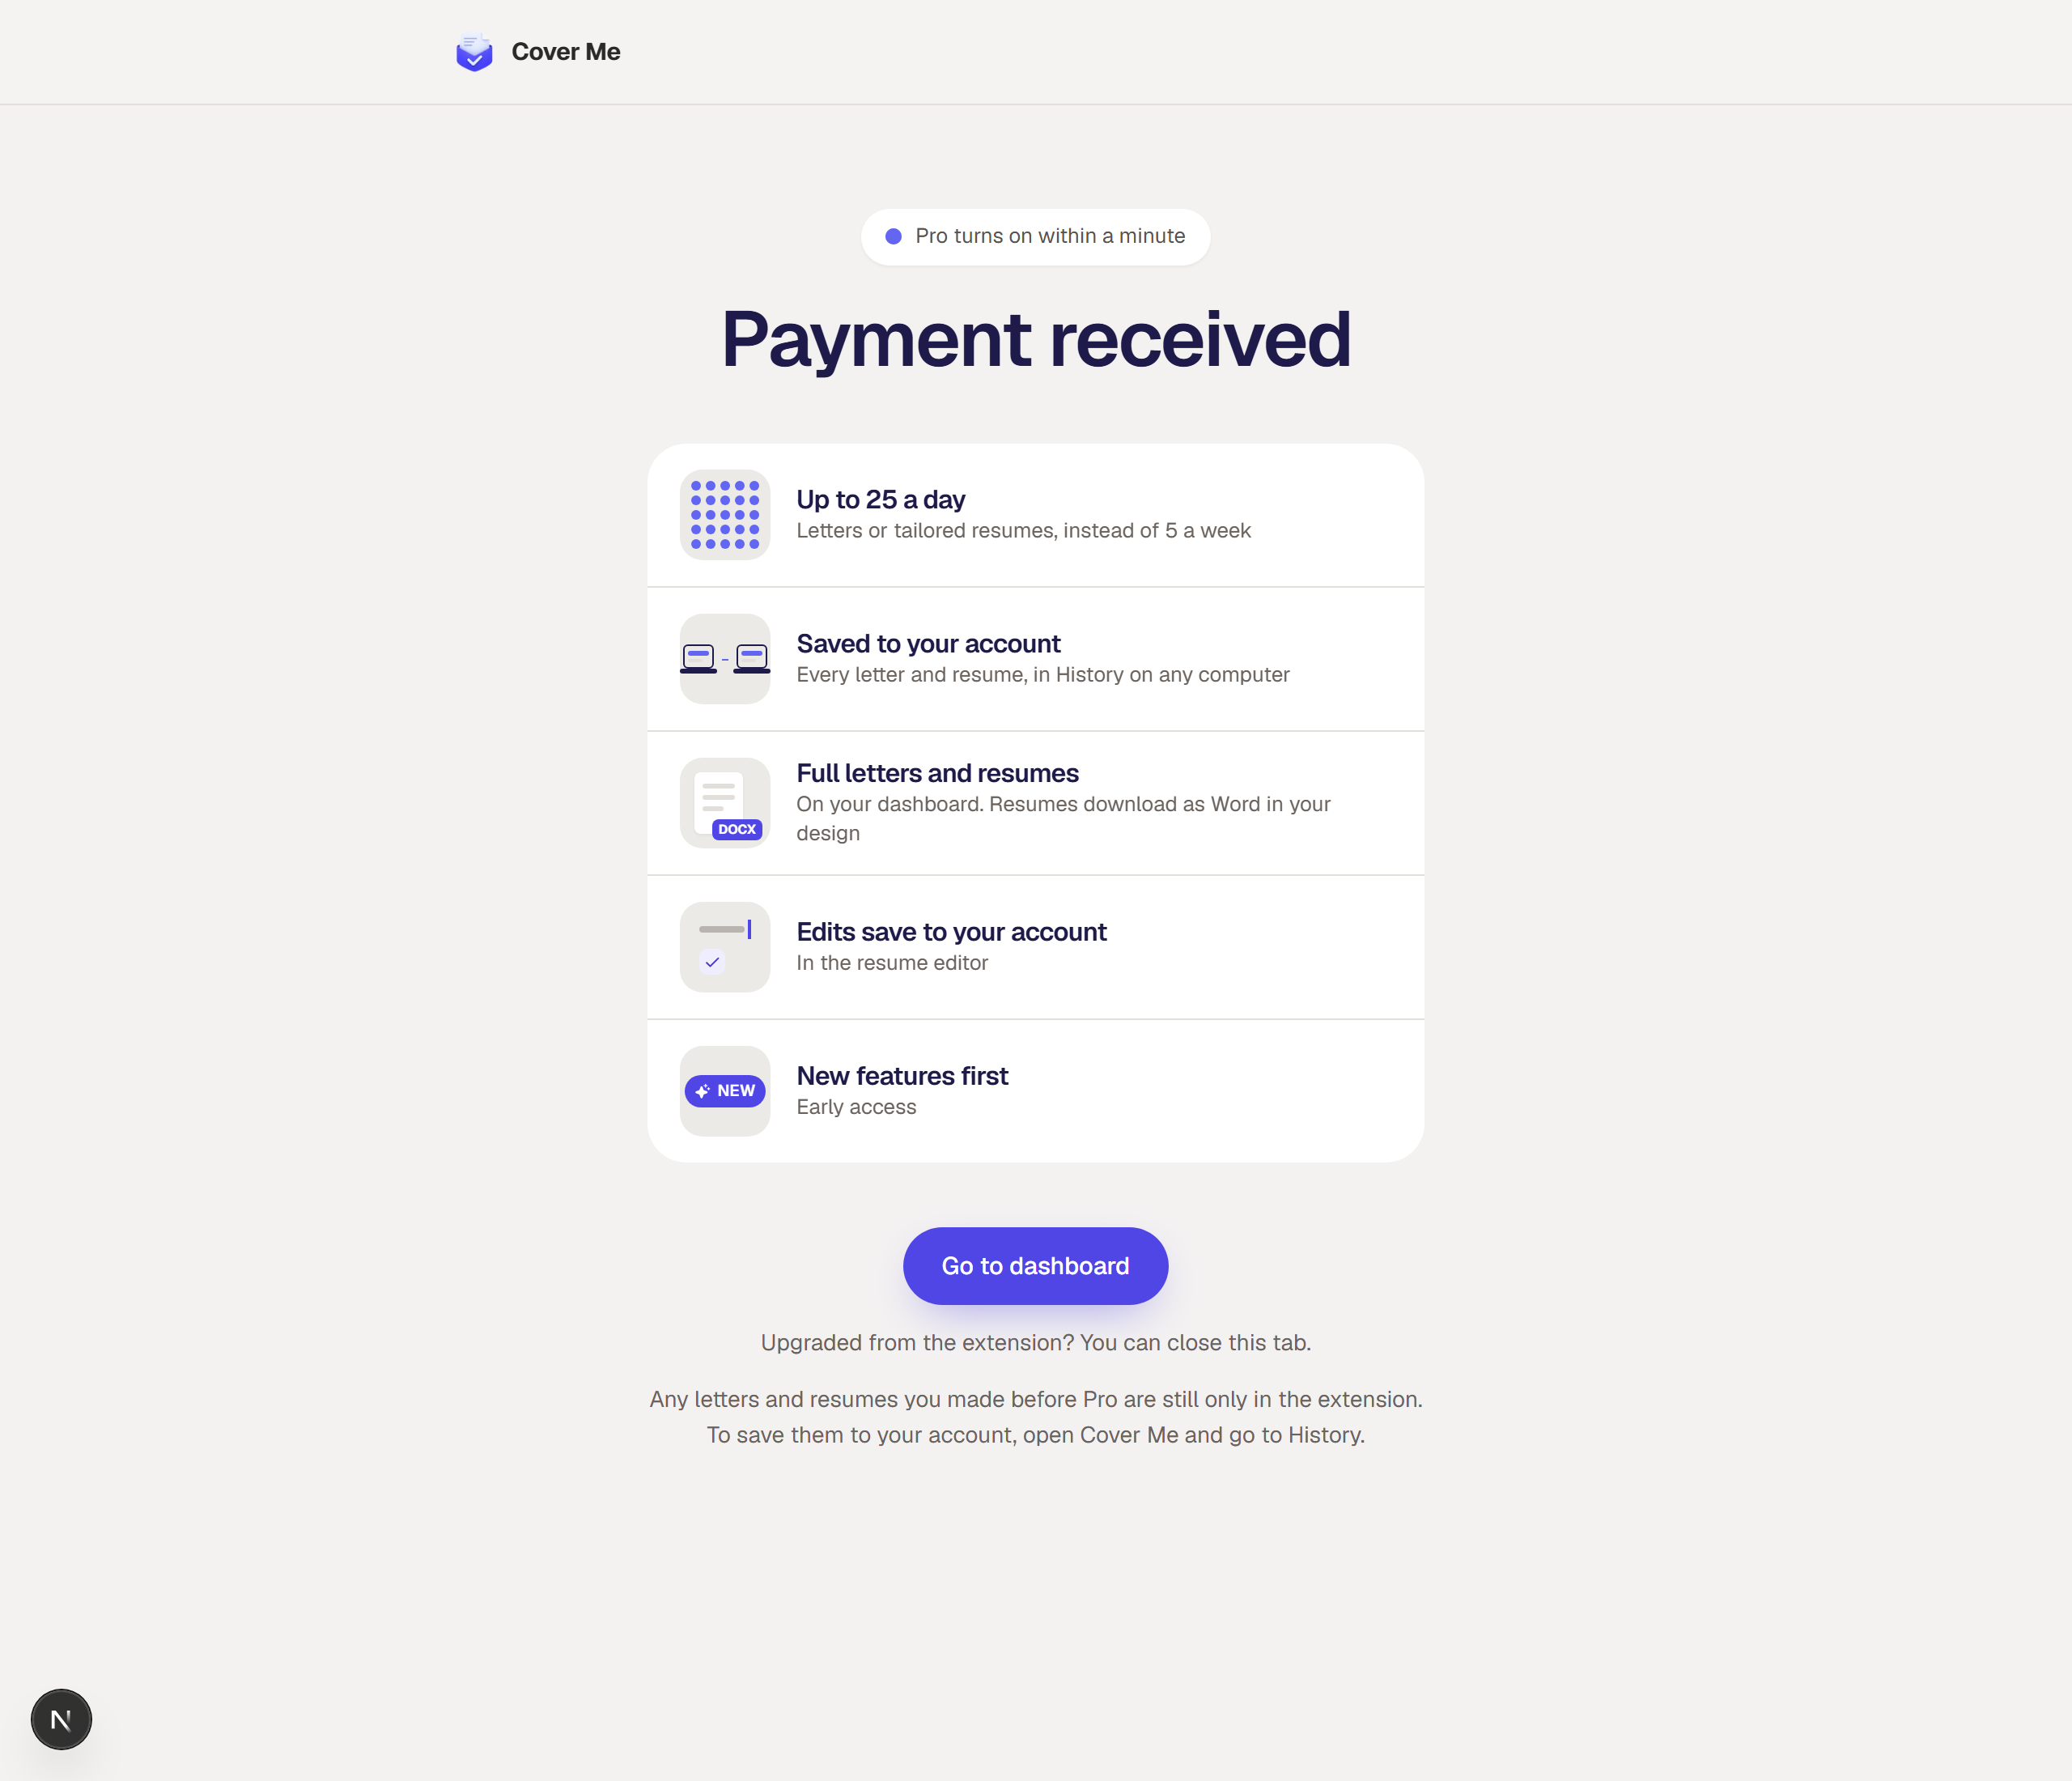 Cover Me
Pro turns on within a minute
Payment received
Up to 25 a day
Letters or tailored resumes, instead of 5 a week
Saved to your account
Every letter and resume, in History on any computer
Full letters and resumes
On your dashboard. Resumes download as Word in your
design
DOCX
Edits save to your account
In the resume editor
NEW
New features first
Early access
Go to dashboard
Upgraded from the extension? You can close this tab.
Any letters and resumes you made before Pro are still only in the extension.
To save them to your account, open Cover Me and go to History.
N